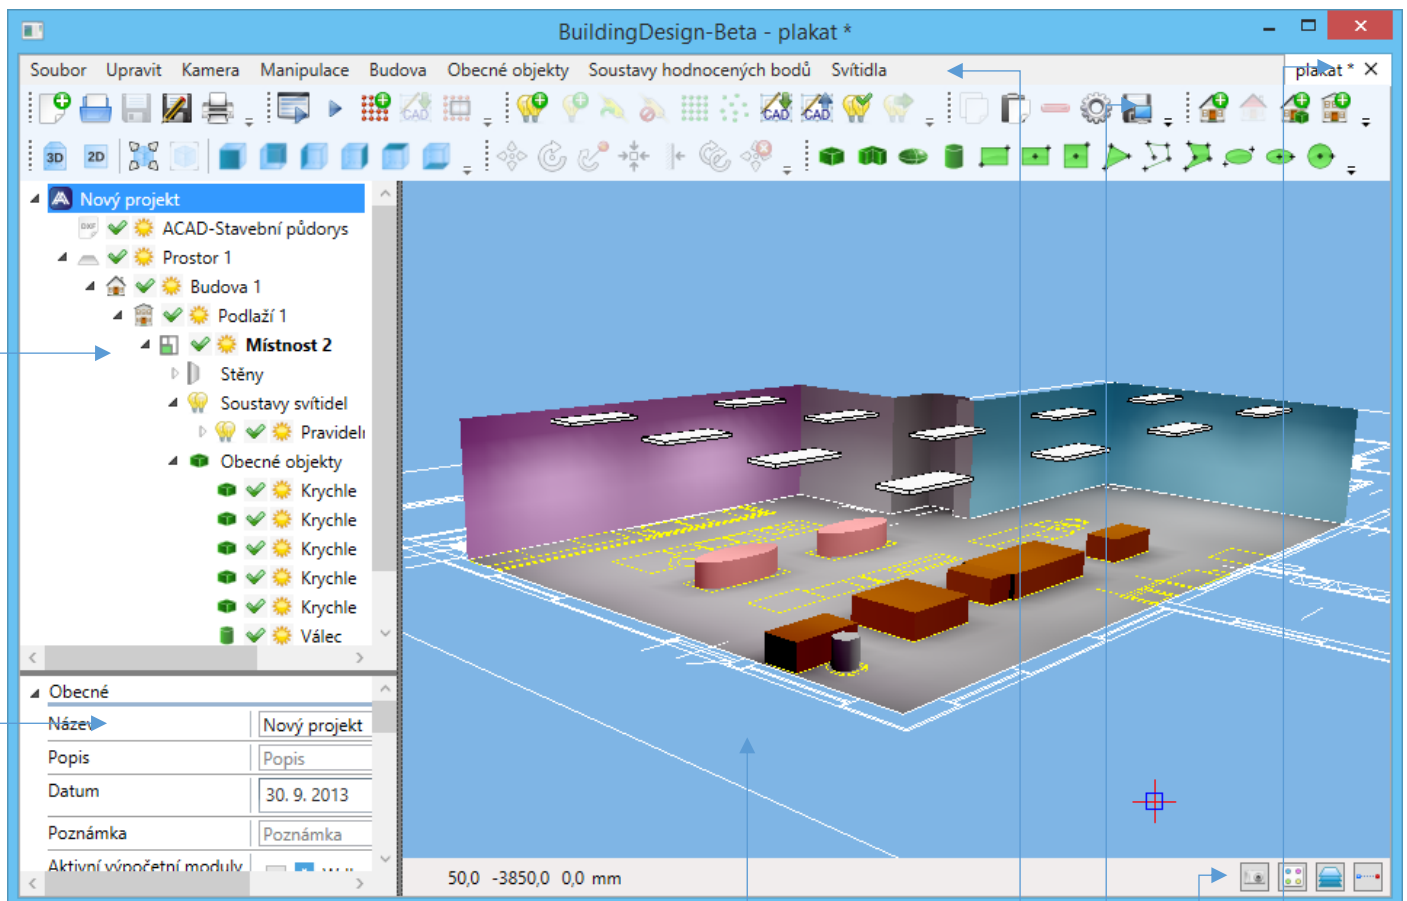 BuildingDesign-Beta - plakat *
Soubor Upravit Kamera Manipulace Budova Obecné objekty Soustavy hodnocených bodů Svítidla plakat *
CAD CAD CAD
3D 2D
Nový projekt
DXF ACAD-Stavební půdorys
Prostor 1
Budova 1
Podlaží 1
Místnost 2
Stěny
Soustavy svítidel
Pravideln
Obecné objekty
Krychle
Krychle
Krychle
Krychle
Krychle
Válec
Obecné
Název Nový projekt
Popis Popis
Datum 30. 9. 2013
Poznámka Poznámka
Aktivní výpočetní moduly
50,0 -3850,0 0,0 mm